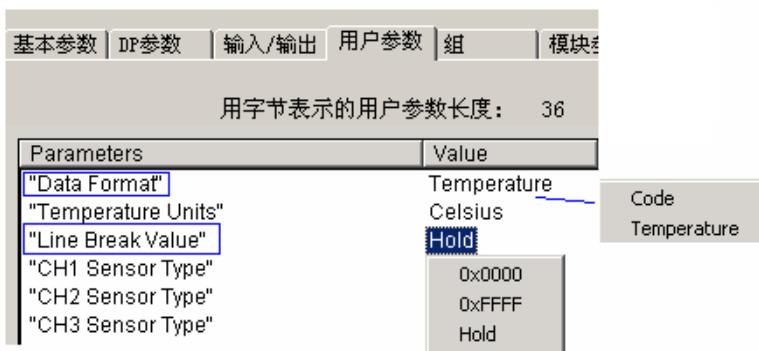 基本参数 DP参数 输入/输出 用户参数 组 模块
用字节表示的用户参数长度： 36
Parameters Value
"Data Format" Temperature
"Temperature Units" Celsius
"Line Break Value" Hold
"CH1 Sensor Type"
"CH2 Sensor Type"
"CH3 Sensor Type"
0x0000
0xFFFF
Hold
Code
Temperature